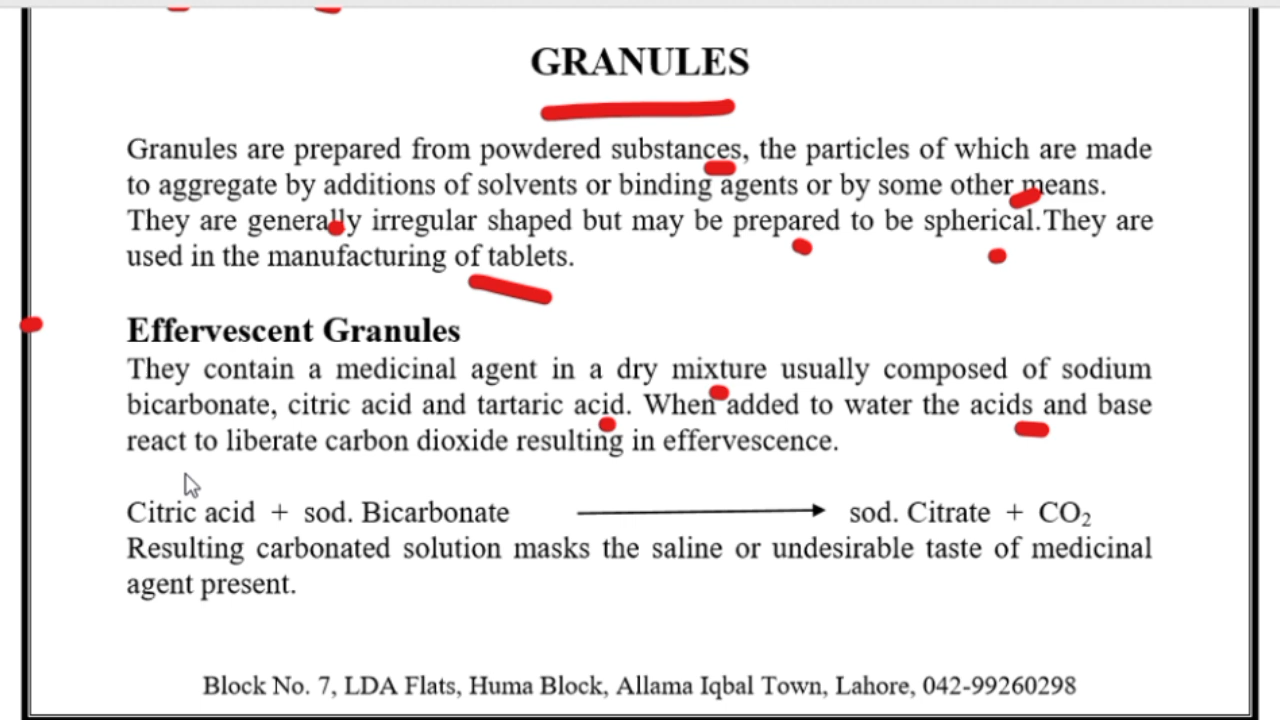 GRANULES
Granules are prepared from powdered substances, the particles of which are made
to aggregate by additions of solvents or binding agents or by some other means.
They are generally irregular shaped but may be prepared to be spherical.They are
used in the manufacturing of tablets.
Effervescent Granules
They contain a medicinal agent in a dry mixture usually composed of sodium
bicarbonate, citric acid and tartaric acid. When added to water the acids and base
react to liberate carbon dioxide resulting in effervescence.
Citric acid + sod. Bicarbonate → sod. Citrate + CO₂
Resulting carbonated solution masks the saline or undesirable taste of medicinal
agent present.
Block No. 7, LDA Flats, Huma Block, Allama Iqbal Town, Lahore, 042-99260298